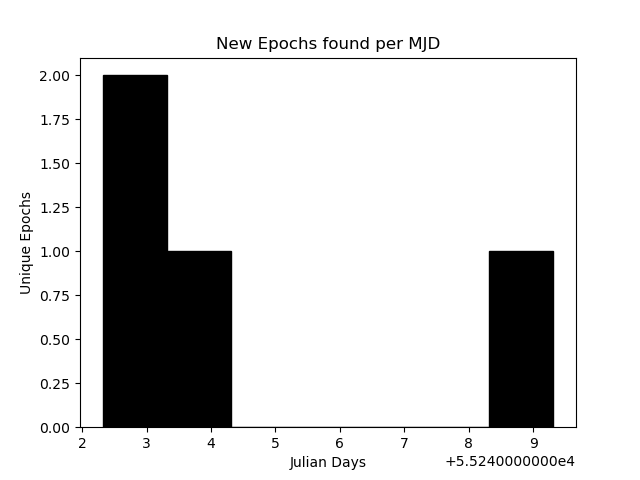 New Epochs found per MJD
Unique Epochs
2.00
1.75
1.50
1.25
1.00
0.75
0.50
0.25
0.00
2 3 4 5 6 7 8 9
Julian Days
+5.5240000000e4